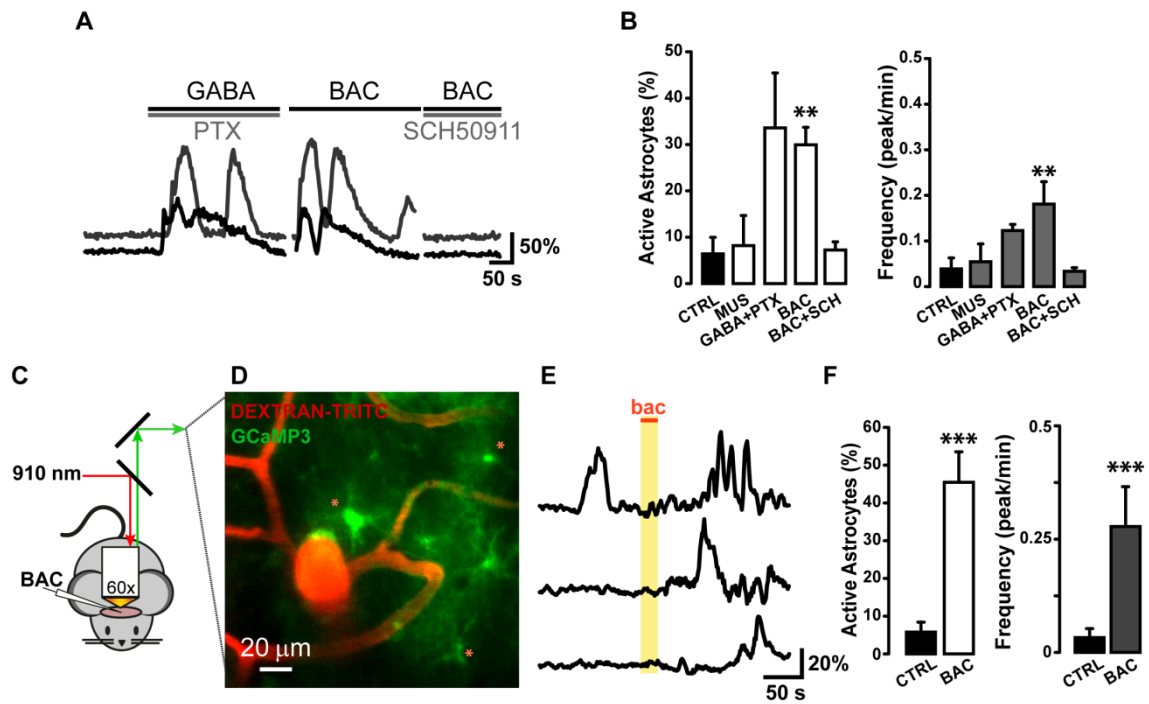 A
GABA
BAC
BAC
PTX
SCH50911
50%
50 s
B
Active Astrocytes (%)
50
40
30
20
10
0
**
CTRL
MUS
GABA+PTX
BAC
BAC+SCH
Frequency (peak/min)
0.5
0.4
0.3
0.2
0.1
0
**
CTRL
MUS
GABA+PTX
BAC
BAC+SCH
C
910 nm
BAC
60x
D
DEXTRAN-TRITC
GCaMP3
*
*
*
20 μm
E
bac
20%
50 s
F
Active Astrocytes (%)
60
50
40
30
20
10
0
***
CTRL
BAC
Frequency (peak/min)
0.5
0.25
0
***
CTRL
BAC